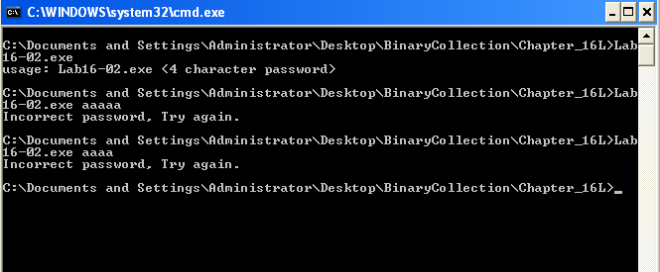 C:\WINDOWS\system32\cmd.exe
C:\Documents and Settings\Administrator\Desktop\BinaryCollection\Chapter_16L>Lab
16-02.exe
usage: Lab16-02.exe <4 character password>
C:\Documents and Settings\Administrator\Desktop\BinaryCollection\Chapter_16L>Lab
16-02.exe aaaaa
Incorrect password, Try again.
C:\Documents and Settings\Administrator\Desktop\BinaryCollection\Chapter_16L>Lab
16-02.exe aaaa
Incorrect password, Try again.
C:\Documents and Settings\Administrator\Desktop\BinaryCollection\Chapter_16L>_